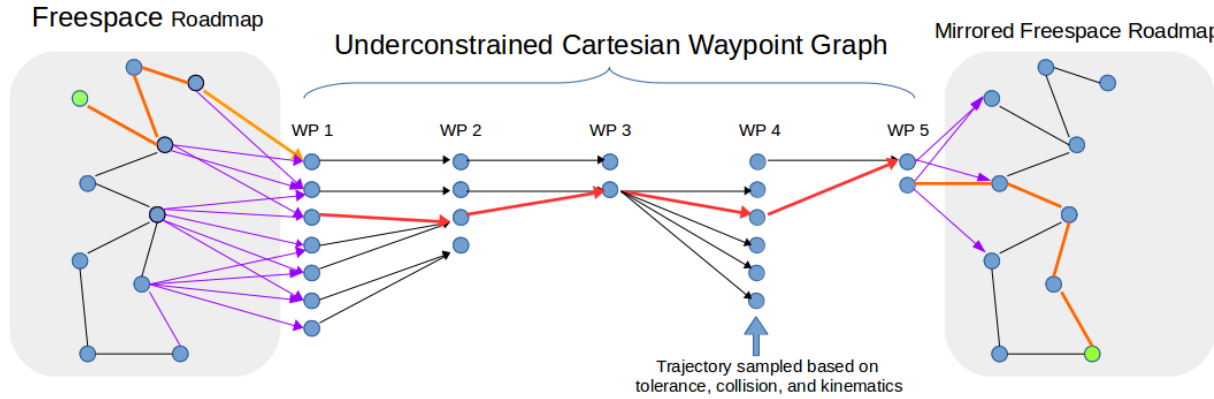 Freespace Roadmap
Underconstrained Cartesian Waypoint Graph
Mirrored Freespace Roadmap
WP 1
WP 2
WP 3
WP 4
WP 5
Trajectory sampled based on
tolerance, collision, and kinematics